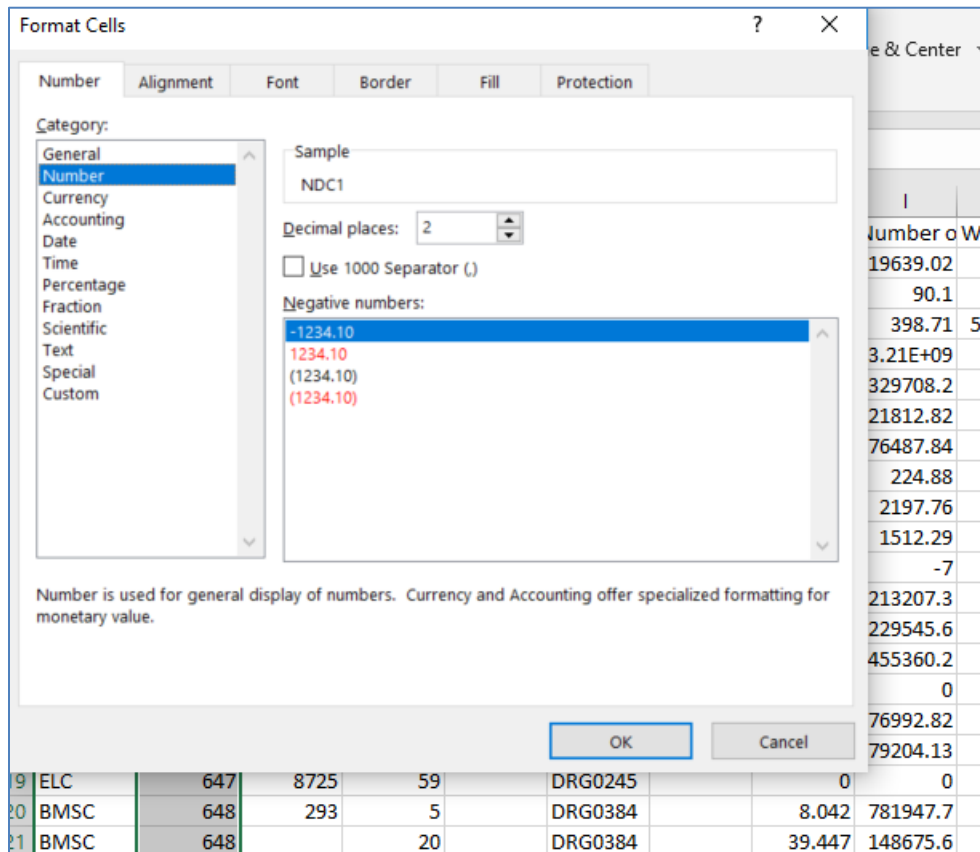 Format Cells ? ✕
e & Center
Number Alignment Font Border Fill Protection
Category:
General
Number
Currency
Accounting
Date
Time
Percentage
Fraction
Scientific
Text
Special
Custom
Sample
NDC1
Decimal places: 2
Use 1000 Separator (,)
Negative numbers:
-1234.10
1234.10
(1234.10)
(1234.10)
Number is used for general display of numbers. Currency and Accounting offer specialized formatting for
monetary value.
OK Cancel
I
Number o W
19639.02
90.1
398.71 5
3.21E+09
329708.2
21812.82
76487.84
224.88
2197.76
1512.29
-7
213207.3
229545.6
455360.2
0
76992.82
79204.13
19 ELC 647 8725 59 DRG0245 0 0
20 BMSC 648 293 5 DRG0384 8.042 781947.7
21 BMSC 648 20 DRG0384 39.447 148675.6